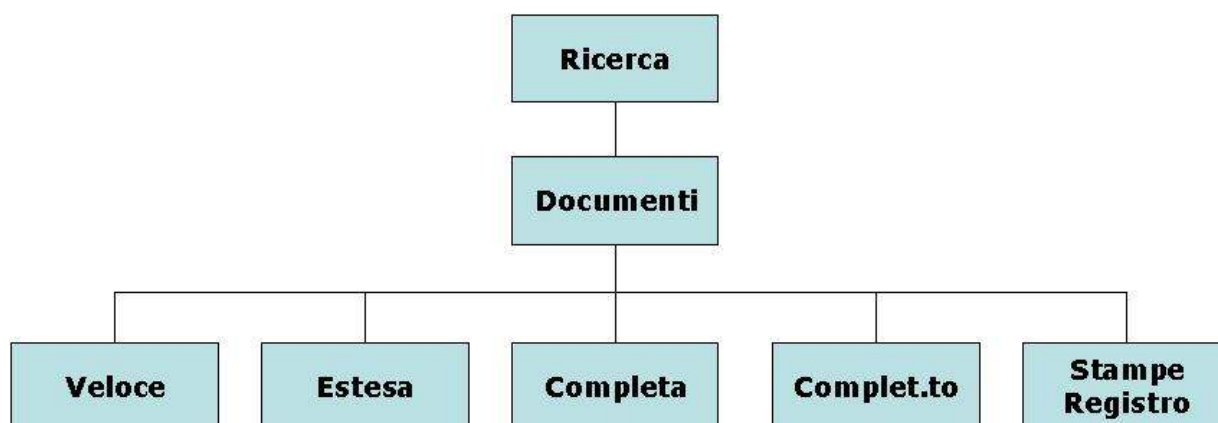 Ricerca
Documenti
Veloce
Estesa
Completa
Complet.to
Stampe
Registro